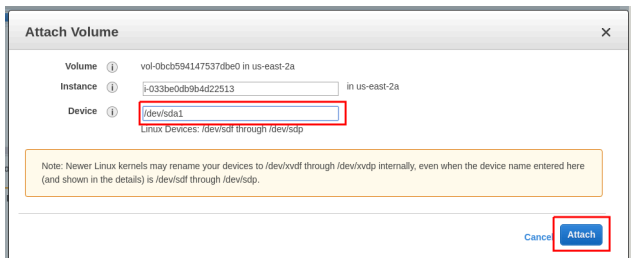 Attach Volume
Volume vol-0bcb594147537dbe0 in us-east-2a
Instance i-033be0db9b4d22513 in us-east-2a
Device /dev/sda1
Linux Devices: /dev/sdf through /dev/sdp
Note: Newer Linux kernels may rename your devices to /dev/xvdf through /dev/xvdp internally, even when the device name entered here
(and shown in the details) is /dev/sdf through /dev/sdp.
Cancel Attach